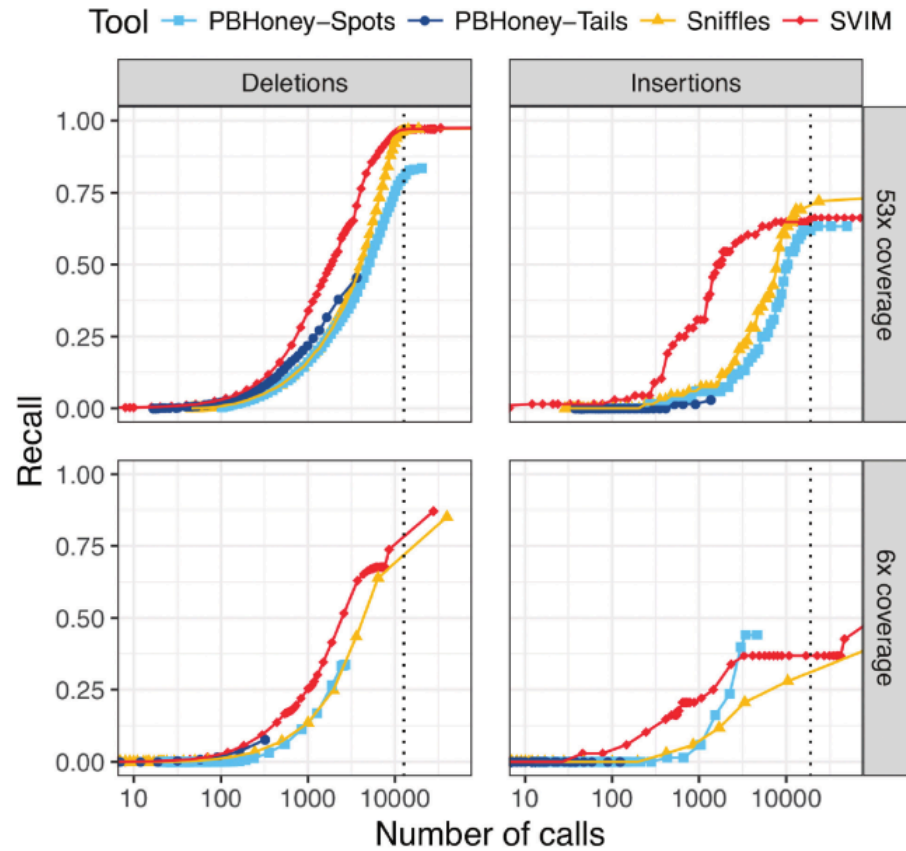 Tool PBHoney−Spots PBHoney−Tails Sniffles SVIM
Deletions Insertions
1.00
0.75
0.50
0.25
0.00
53x coverage
1.00
0.75
0.50
0.25
0.00
6x coverage
Recall
10 100 1000 10000 10 100 1000 10000
Number of calls